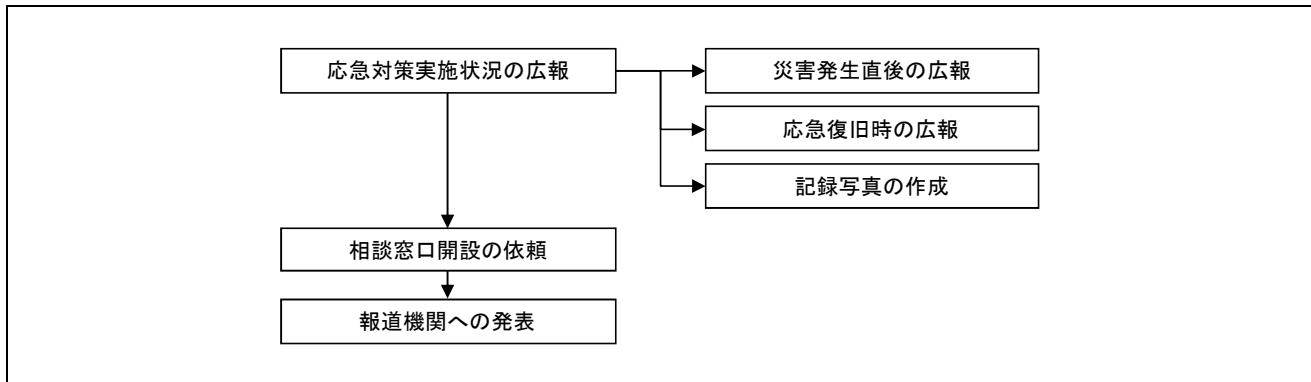 応急対策実施状況の広報
災害発生直後の広報
応急復旧時の広報
記録写真の作成
相談窓口開設の依頼
報道機関への発表